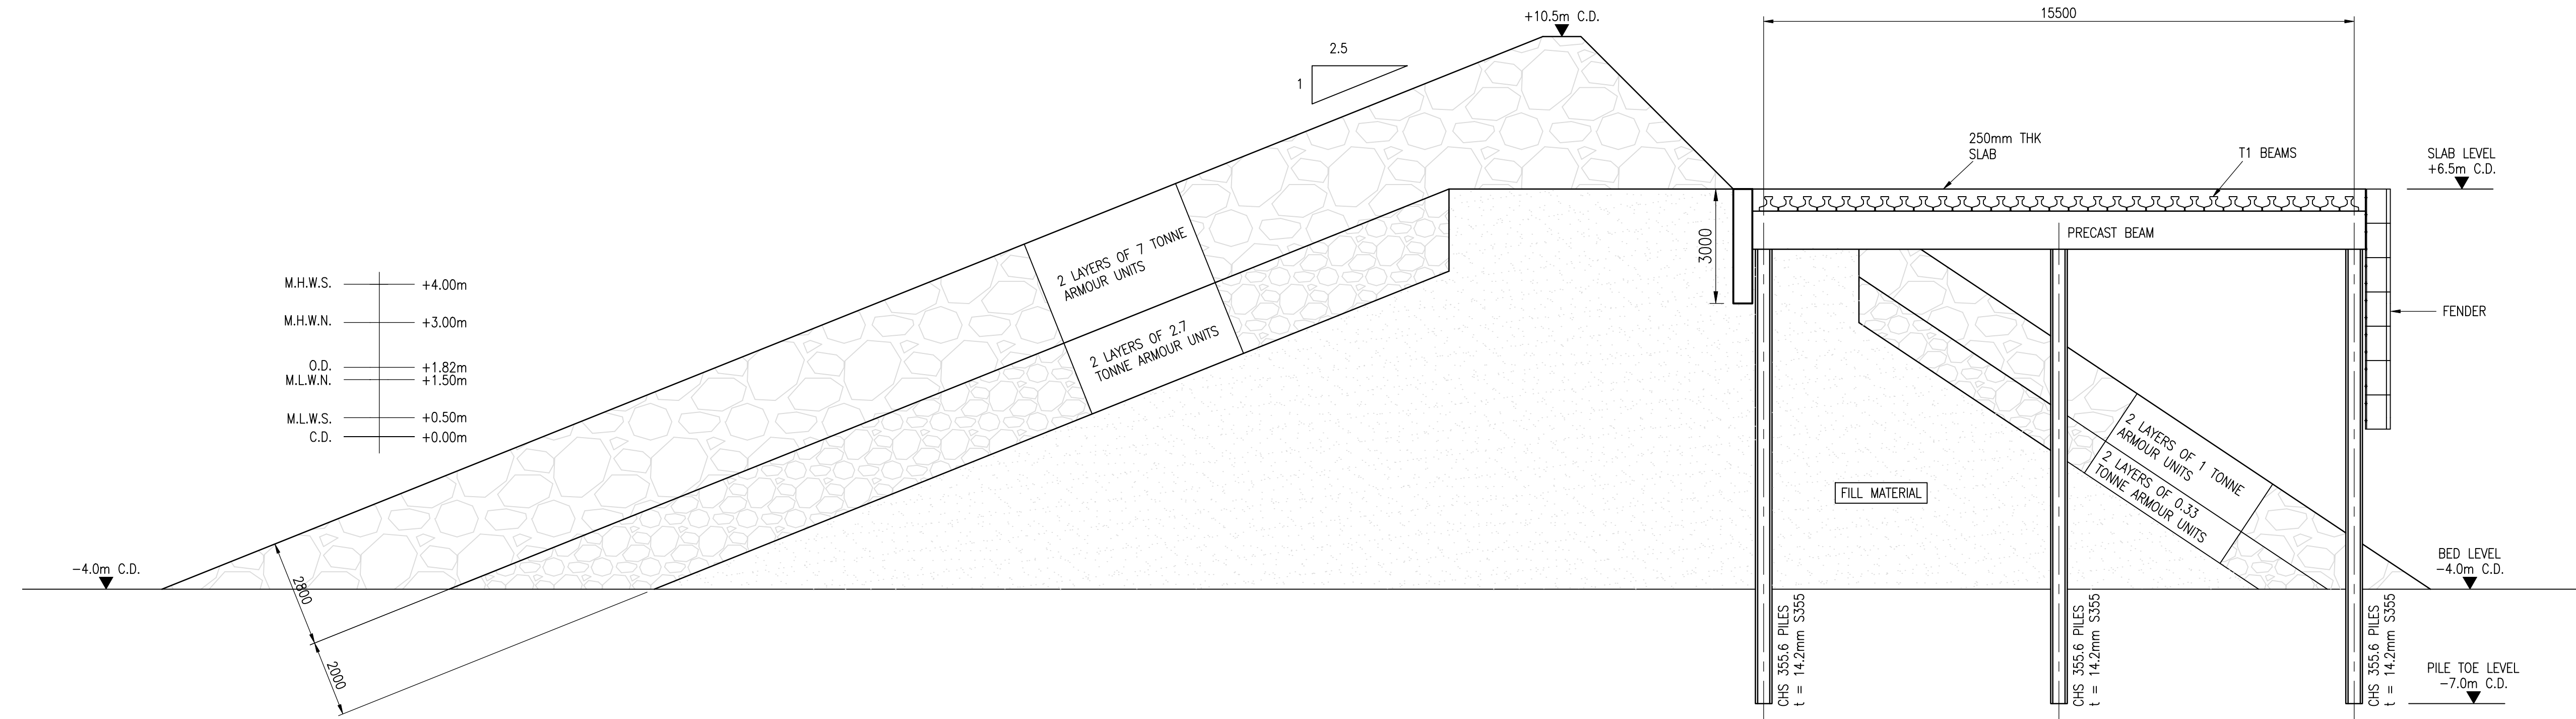 +10.5m C.D.
15500
2.5
1
250mm THK
SLAB
T1 BEAMS
SLAB LEVEL
+6.5m C.D.
2 LAYERS OF 7 TONNE
ARMOUR UNITS
3000
PRECAST BEAM
M.H.W.S.
+4.00m
M.H.W.N.
+3.00m
FENDER
2 LAYERS OF 2.7
TONNE ARMOUR UNITS
O.D.
+1.82m
M.L.W.N.
+1.50m
M.L.W.S.
+0.50m
C.D.
+0.00m
2 LAYERS OF 1 TONNE
ARMOUR UNITS
2 LAYERS OF 0.33
TONNE ARMOUR UNITS
FILL MATERIAL
-4.0m C.D.
BED LEVEL
-4.0m C.D.
2800
2000
CHS 355.6 PILES
t = 14.2mm S355
CHS 355.6 PILES
t = 14.2mm S355
CHS 355.6 PILES
t = 14.2mm S355
PILE TOE LEVEL
-7.0m C.D.